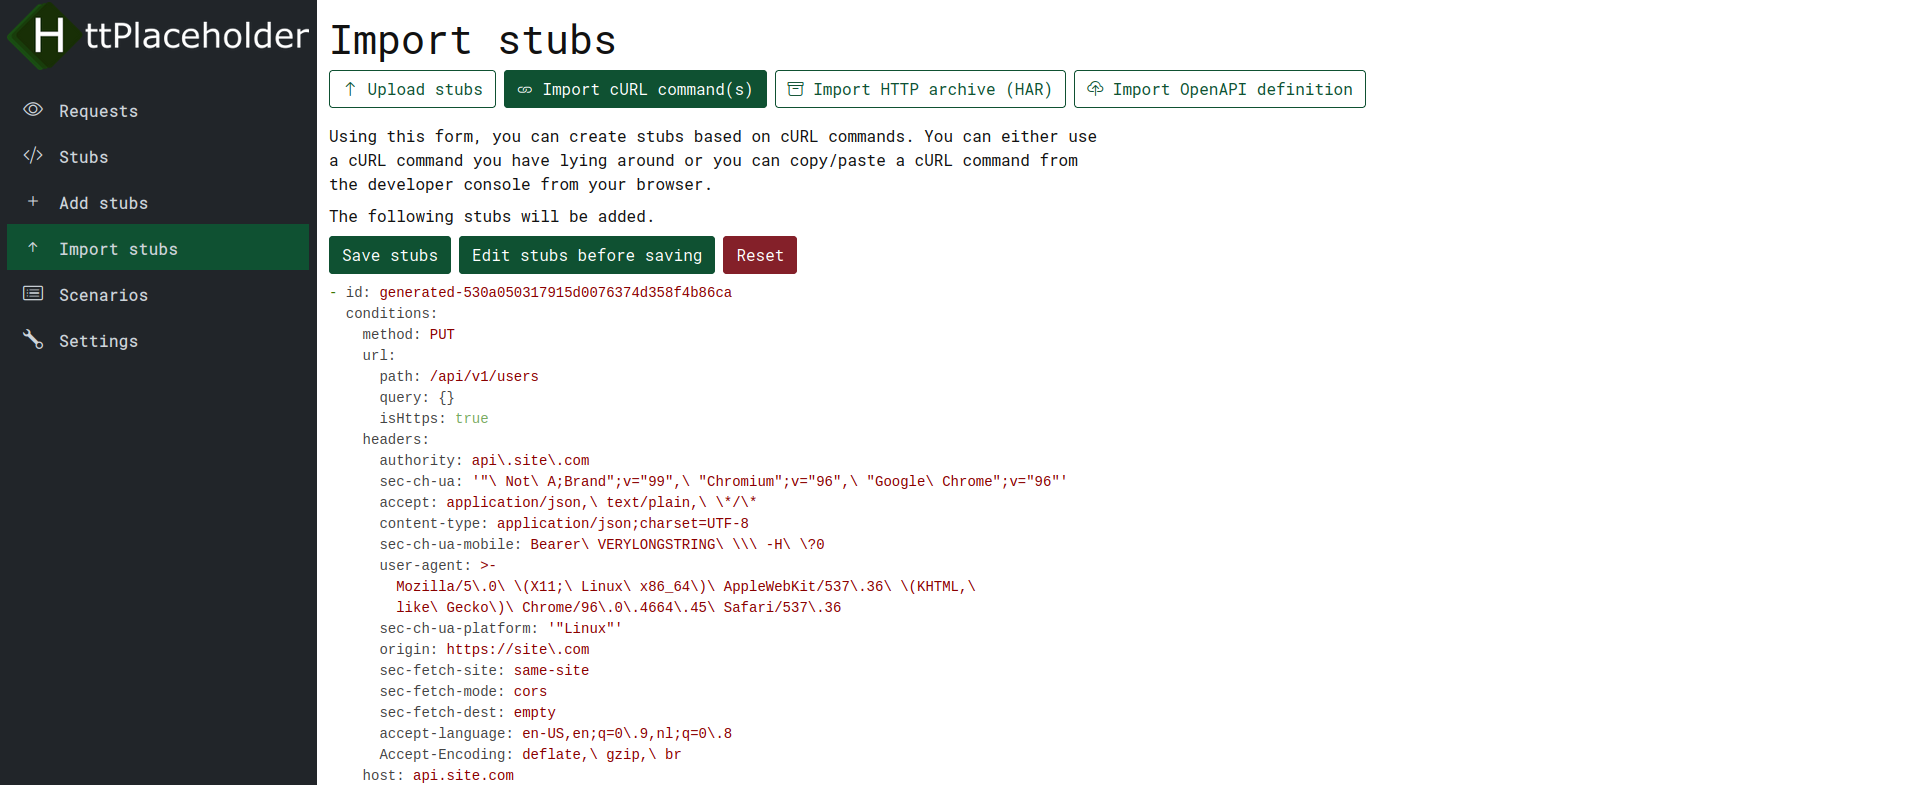 HttPlaceholder
Requests
Stubs
Add stubs
Import stubs
Scenarios
Settings
Import stubs
Upload stubs
Import cURL command(s)
Import HTTP archive (HAR)
Import OpenAPI definition
Using this form, you can create stubs based on cURL commands. You can either use
a cURL command you have lying around or you can copy/paste a cURL command from
the developer console from your browser.
The following stubs will be added.
Save stubs
Edit stubs before saving
Reset
- id: generated-530a050317915d0076374d358f4b86ca
  conditions:
    method: PUT
    url:
      path: /api/v1/users
      query: {}
      isHttps: true
    headers:
      authority: api\.site\.com
      sec-ch-ua: '"\ Not\ A;Brand";v="99",\ "Chromium";v="96",\ "Google\ Chrome";v="96"'
      accept: application/json,\ text/plain,\ \*/\*
      content-type: application/json;charset=UTF-8
      sec-ch-ua-mobile: Bearer\ VERYLONGSTRING\ \\\ -H\ \?0
      user-agent: >-
        Mozilla/5\.0\ \(X11;\ Linux\ x86_64\)\ AppleWebKit/537\.36\ \(KHTML,\
        like\ Gecko\)\ Chrome/96\.0\.4664\.45\ Safari/537\.36
      sec-ch-ua-platform: '"Linux"'
      origin: https://site\.com
      sec-fetch-site: same-site
      sec-fetch-mode: cors
      sec-fetch-dest: empty
      accept-language: en-US,en;q=0\.9,nl;q=0\.8
      Accept-Encoding: deflate,\ gzip,\ br
    host: api.site.com